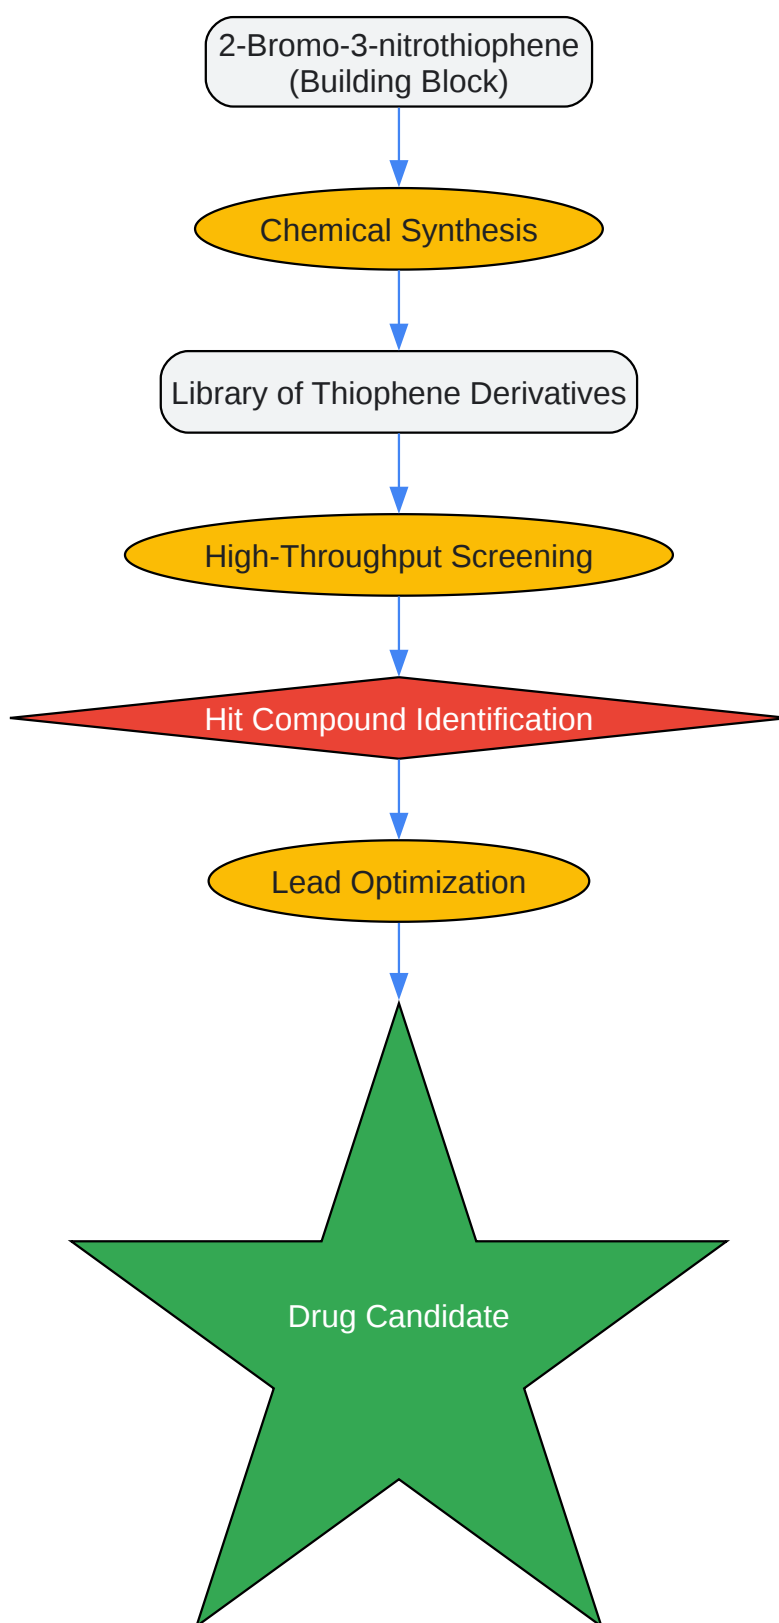 2-Bromo-3-nitrothiophene
(Building Block)
Chemical Synthesis
Library of Thiophene Derivatives
High-Throughput Screening
Hit Compound Identification
Lead Optimization
Drug Candidate